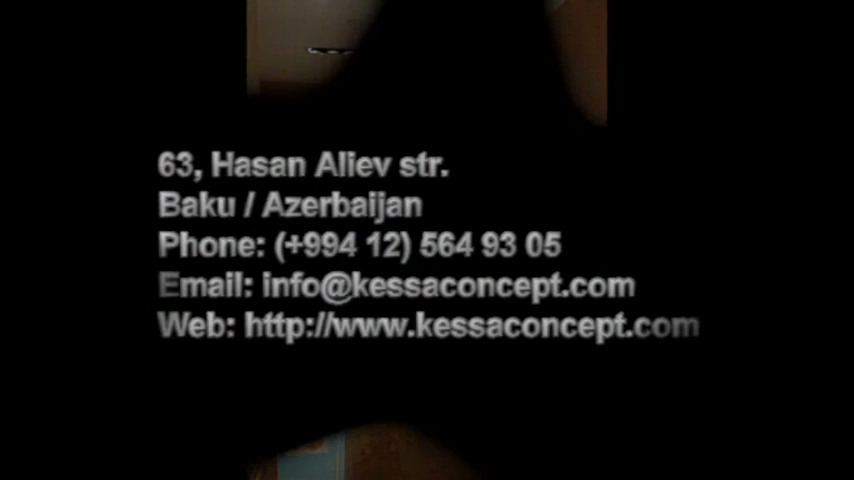 63, Hasan Aliev str.
Baku / Azerbaijan
Phone: (+994 12) 564 93 05
Email: info@kessaconcept.com
Web: http://www.kessaconcept.com